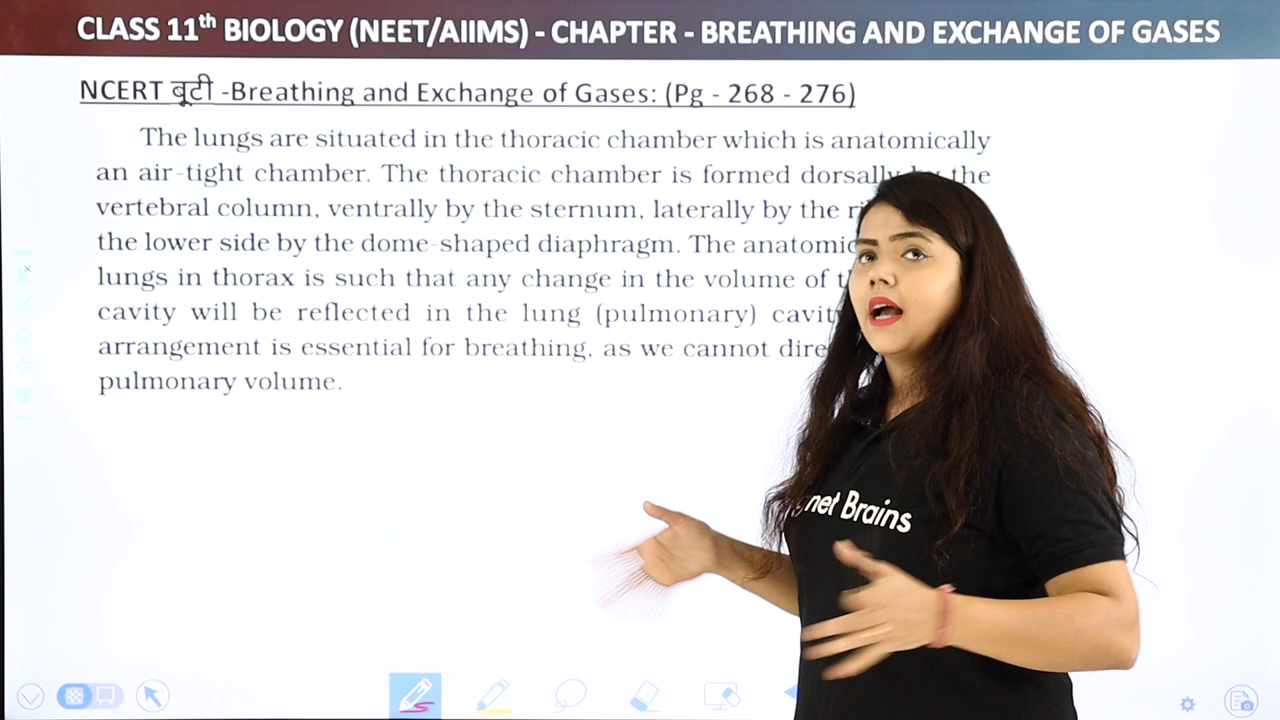 CLASS 11th BIOLOGY (NEET/AIIMS) - CHAPTER - BREATHING AND EXCHANGE OF GASES
NCERT बूटी -Breathing and Exchange of Gases: (Pg - 268 - 276)
The lungs are situated in the thoracic chamber which is anatomically
an air-tight chamber. The thoracic chamber is formed dorsally by the
vertebral column, ventrally by the sternum, laterally by the
the lower side by the dome-shaped diaphragm. The
lungs in thorax is such that any change in the volume of
cavity will be reflected in the lung (pulmonary)
arrangement is essential for breathing, as we cannot
pulmonary volume.
Brains